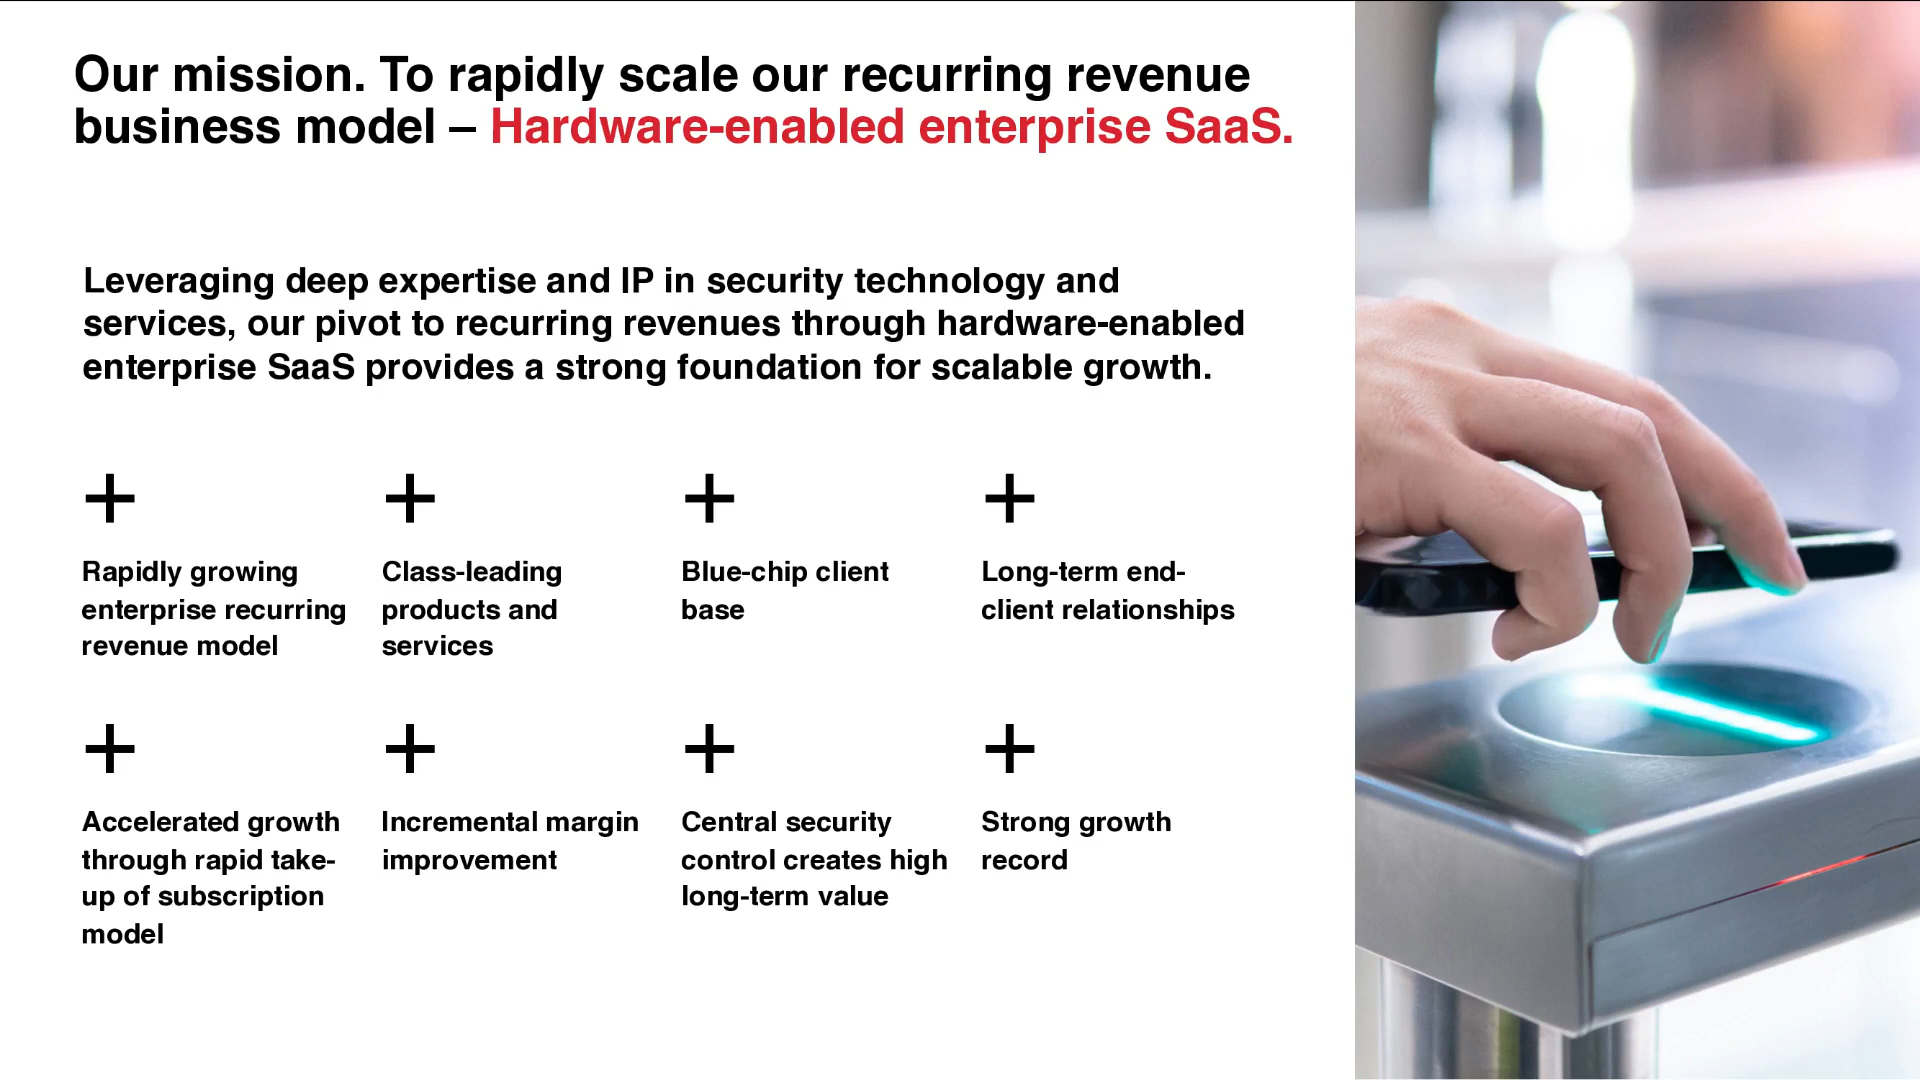 Our mission. To rapidly scale our recurring revenue
business model – Hardware-enabled enterprise SaaS.
Leveraging deep expertise and IP in security technology and
services, our pivot to recurring revenues through hardware-enabled
enterprise SaaS provides a strong foundation for scalable growth.
+
Rapidly growing
enterprise recurring
revenue model
+
Class-leading
products and
services
+
Blue-chip client
base
+
Long-term end-
client relationships
+
Accelerated growth
through rapid take-
up of subscription
model
+
Incremental margin
improvement
+
Central security
control creates high
long-term value
+
Strong growth
record